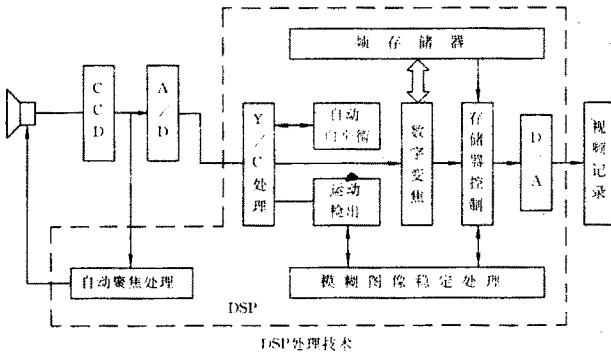 帧存储器
CCD
A/D
Y/C处理
自动
白平衡
运动
检出
数字变焦
存储器控制
D/A
视频记录
自动聚焦处理
模糊图像稳定处理
DSP
DSP处理技术